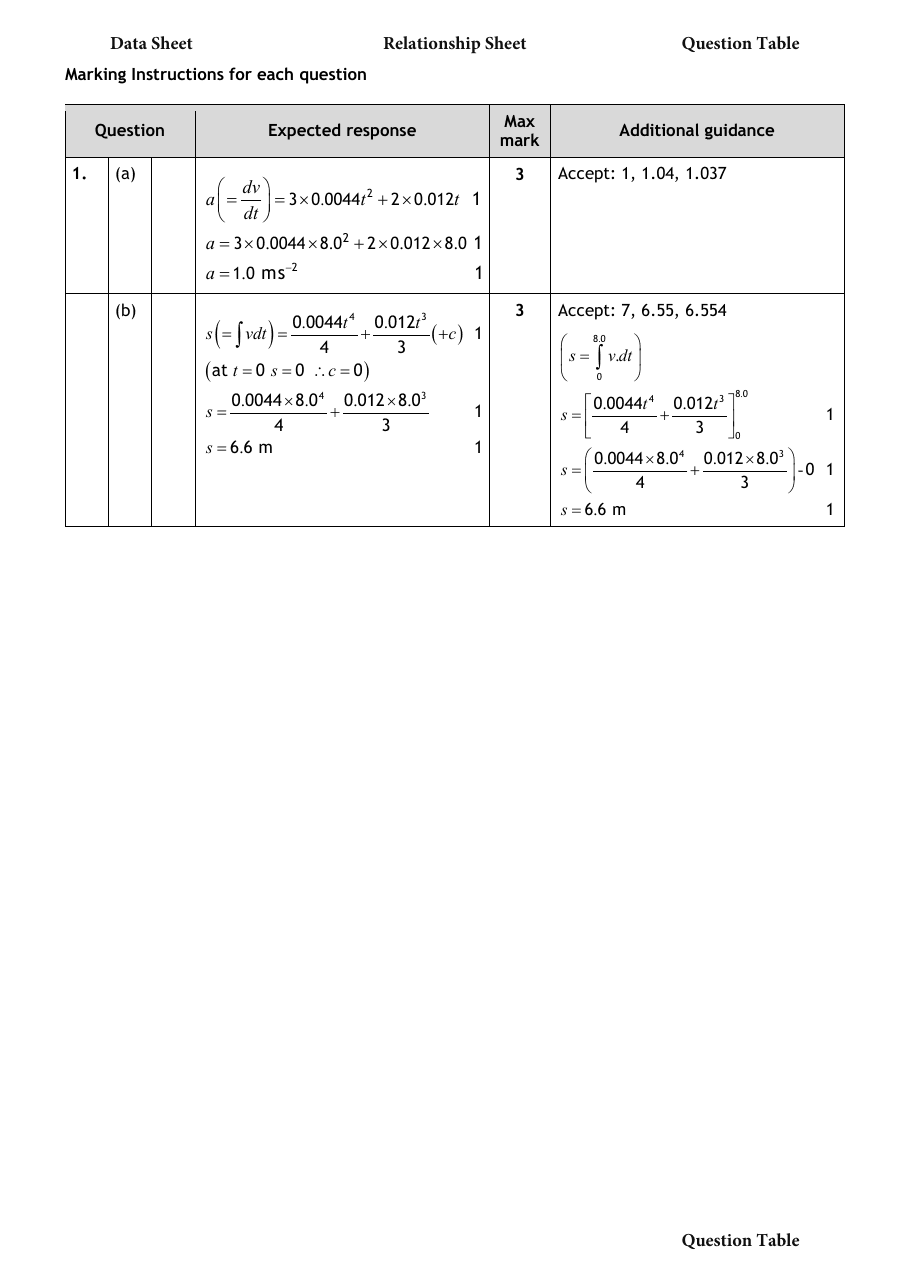 Data Sheet Relationship Sheet Question Table
Marking Instructions for each question
Question Expected response Max mark Additional guidance
1. (a) a(= dv/dt) = 3×0.0044t² + 2×0.012t 1
a = 3×0.0044×8.0² + 2×0.012×8.0 1
a = 1.0 ms⁻² 1
3
Accept: 1, 1.04, 1.037
(b) s(= ∫vdt) = 0.0044t⁴/4 + 0.012t³/3 (+c) 1
(at t = 0 s = 0 ∴ c = 0)
s = 0.0044×8.0⁴/4 + 0.012×8.0³/3 1
s = 6.6 m 1
3
Accept: 7, 6.55, 6.554
(s = ∫₀^8.0 v.dt)
s = [0.0044t⁴/4 + 0.012t³/3]₀^8.0 1
s = (0.0044×8.0⁴/4 + 0.012×8.0³/3) - 0 1
s = 6.6 m 1
Question Table